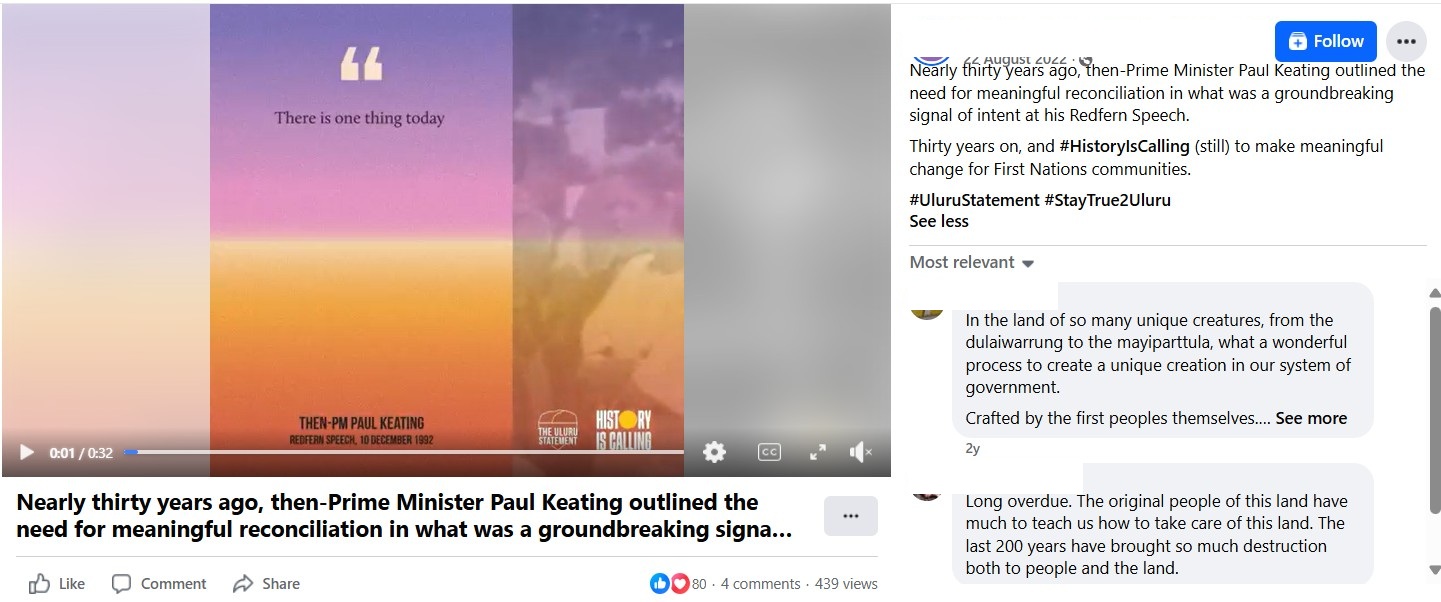 ❝
There is one thing today
THEN-PM PAUL KEATING
REDFERN SPEECH, 10 DECEMBER 1992
THE ULURU
STATEMENT
HISTORY
IS CALLING
0:01 / 0:32
CC
Nearly thirty years ago, then-Prime Minister Paul Keating outlined the
need for meaningful reconciliation in what was a groundbreaking signa...
Like
Comment
Share
80 · 4 comments · 439 views
Follow
22 August 2022 ·
Nearly thirty years ago, then-Prime Minister Paul Keating outlined the
need for meaningful reconciliation in what was a groundbreaking
signal of intent at his Redfern Speech.
Thirty years on, and #HistoryIsCalling (still) to make meaningful
change for First Nations communities.
#UluruStatement #StayTrue2Uluru
See less
Most relevant
In the land of so many unique creatures, from the
dulaiwarrung to the mayiparttula, what a wonderful
process to create a unique creation in our system of
government.
Crafted by the first peoples themselves.... See more
2y
Long overdue. The original people of this land have
much to teach us how to take care of this land. The
last 200 years have brought so much destruction
both to people and the land.